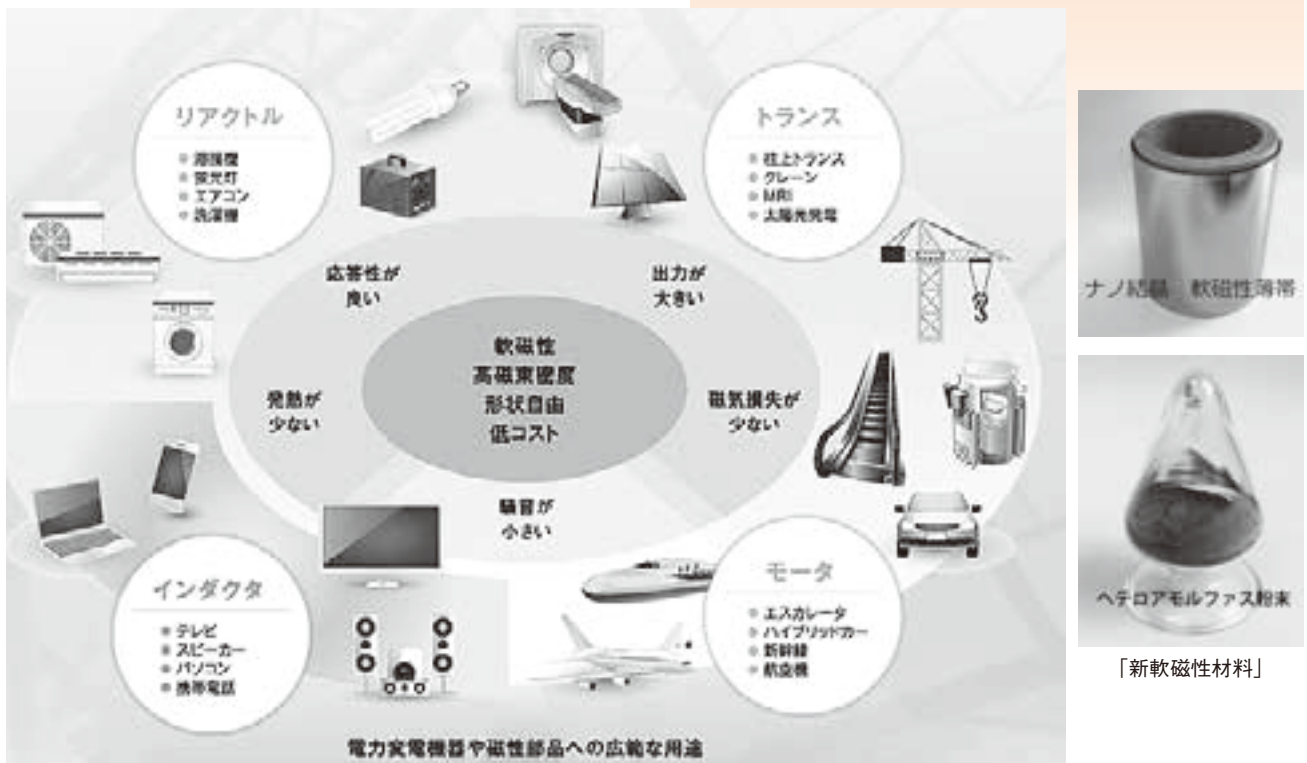 リアクトル
溶接機
蛍光灯
エアコン
洗濯機
トランス
柱上トランス
クレーン
MRI
太陽光発電
応答性が
良い
出力が
大きい
発熱が
少ない
軟磁性
高磁束密度
形状自由
低コスト
磁気損失が
少ない
騒音が
小さい
インダクタ
テレビ
スピーカー
パソコン
携帯電話
モータ
エスカレータ
ハイブリッドカー
新幹線
航空機
電力変電機器や磁性部品への広範な用途
ナノ結晶 軟磁性薄帯
ヘテロアモルファス粉末
「新軟磁性材料」